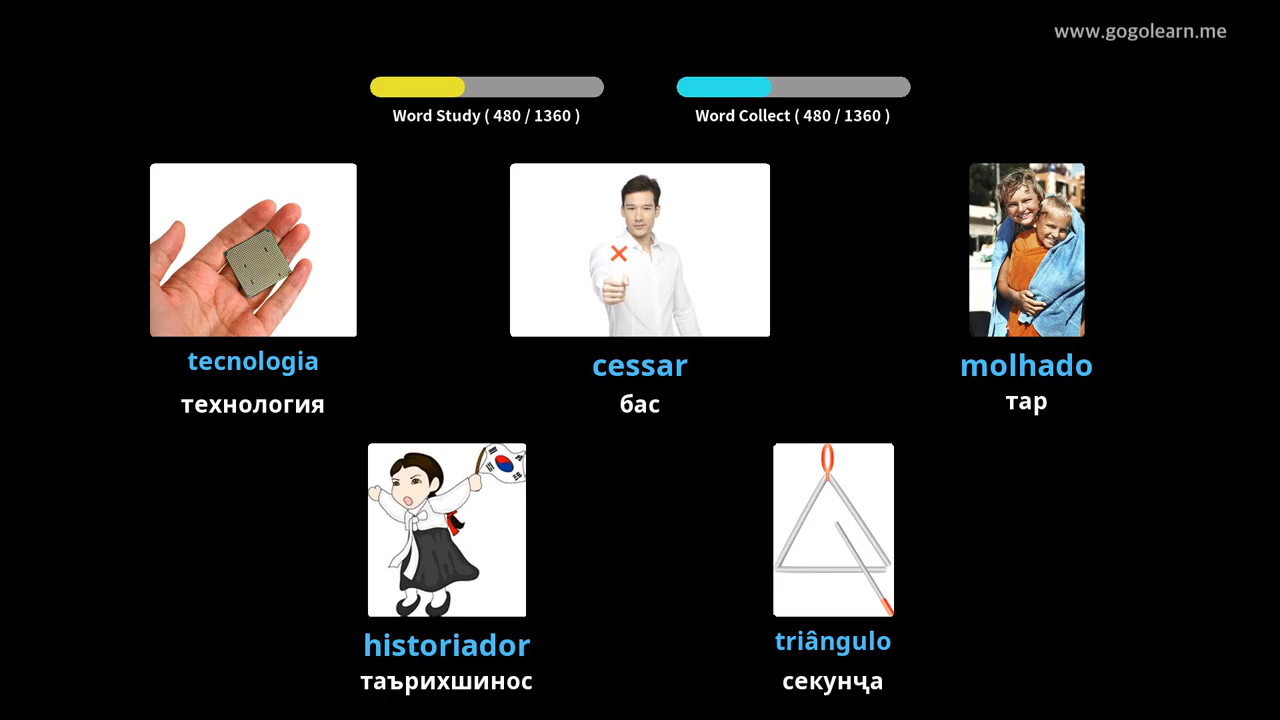 www.gogolearn.me
Word Study ( 480 / 1360 )
Word Collect ( 480 / 1360 )
tecnologia
технология
cessar
бас
molhado
тар
historiador
таърихшинос
triângulo
секунҷа